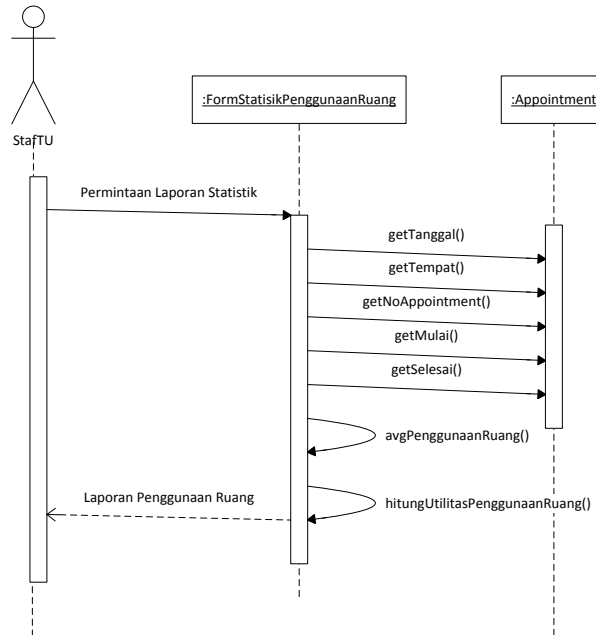 :FormStatisikPenggunaanRuang
:Appointment
StafTU
Permintaan Laporan Statistik
getTanggal()
getTempat()
getNoAppointment()
getMulai()
getSelesai()
avgPenggunaanRuang()
Laporan Penggunaan Ruang
hitungUtilitasPenggunaanRuang()